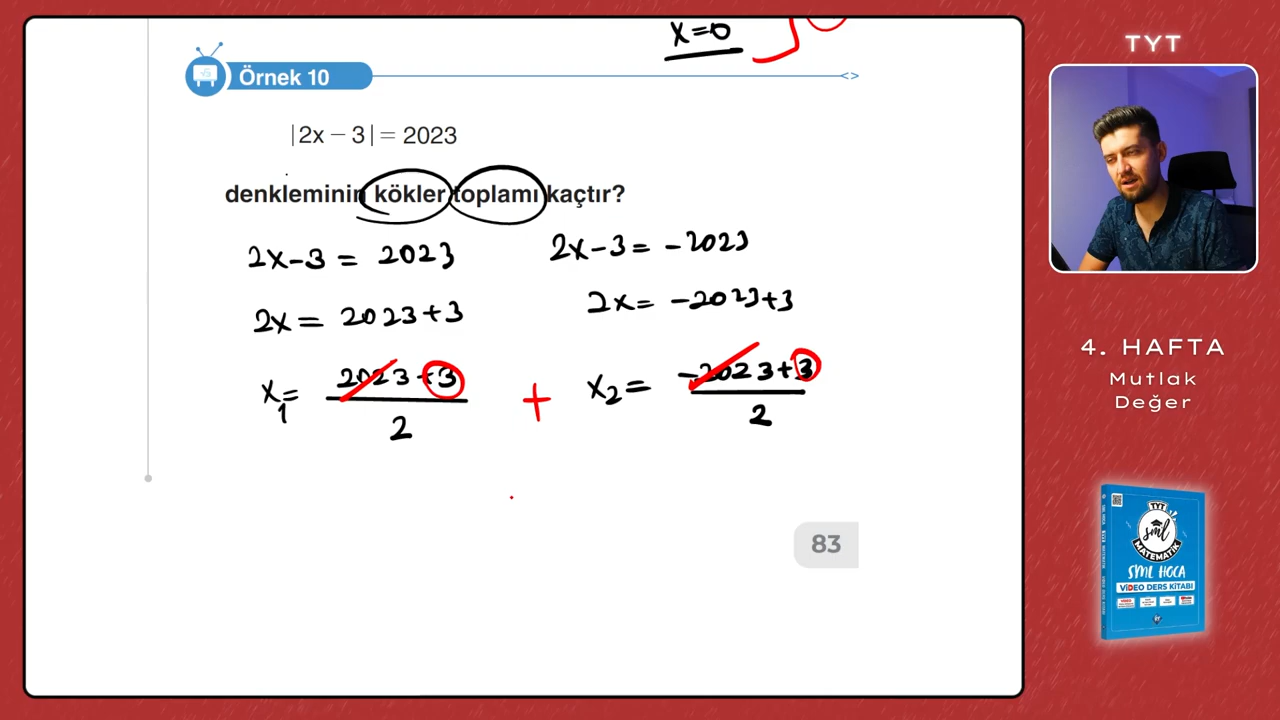 x=0
Örnek 10
|2x − 3| = 2023
denkleminin kökler toplamı kaçtır?
2x-3 = 2023
2x = 2023+3
x₁= 2023+3 / 2
+
2x-3 = -2023
2x = -2023+3
x₂ = -2023+3 / 2
83
TYT
4. HAFTA
Mutlak
Değer
TYT
sml
MATEMATİK
SML HOCA
VİDEO DERS KİTABI